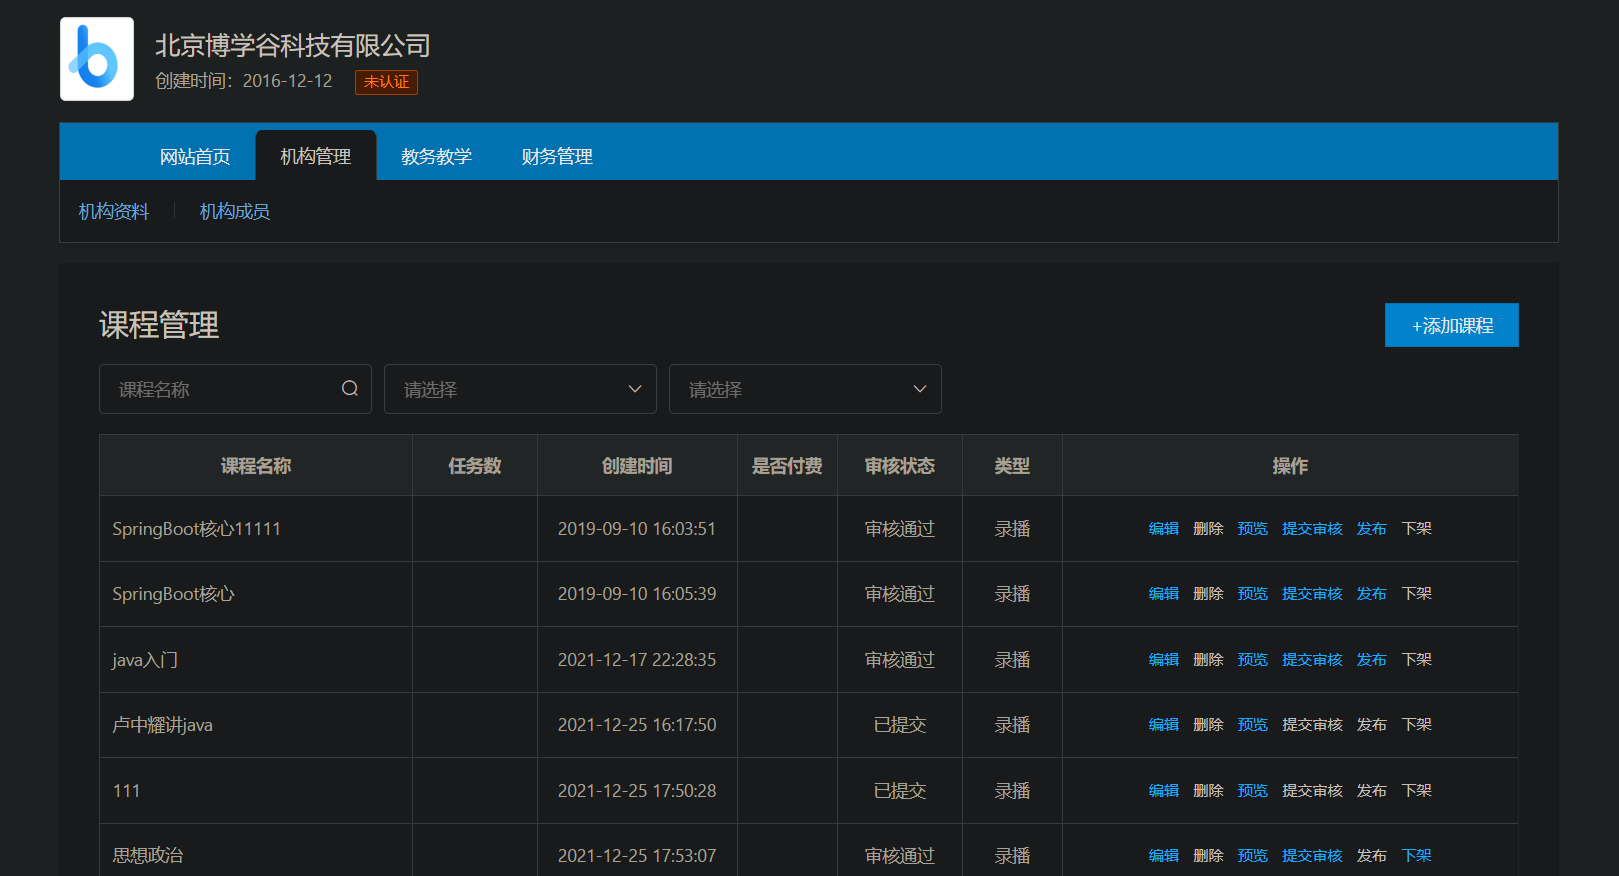 北京博学谷科技有限公司
创建时间：2016-12-12 未认证
网站首页 机构管理 教务教学 财务管理
机构资料 机构成员
课程管理 +添加课程
课程名称 请选择 请选择
课程名称 任务数 创建时间 是否付费 审核状态 类型 操作
SpringBoot核心11111 2019-09-10 16:03:51 审核通过 录播 编辑 删除 预览 提交审核 发布 下架
SpringBoot核心 2019-09-10 16:05:39 审核通过 录播 编辑 删除 预览 提交审核 发布 下架
java入门 2021-12-17 22:28:35 审核通过 录播 编辑 删除 预览 提交审核 发布 下架
卢中耀讲java 2021-12-25 16:17:50 已提交 录播 编辑 删除 预览 提交审核 发布 下架
111 2021-12-25 17:50:28 已提交 录播 编辑 删除 预览 提交审核 发布 下架
思想政治 2021-12-25 17:53:07 审核通过 录播 编辑 删除 预览 提交审核 发布 下架